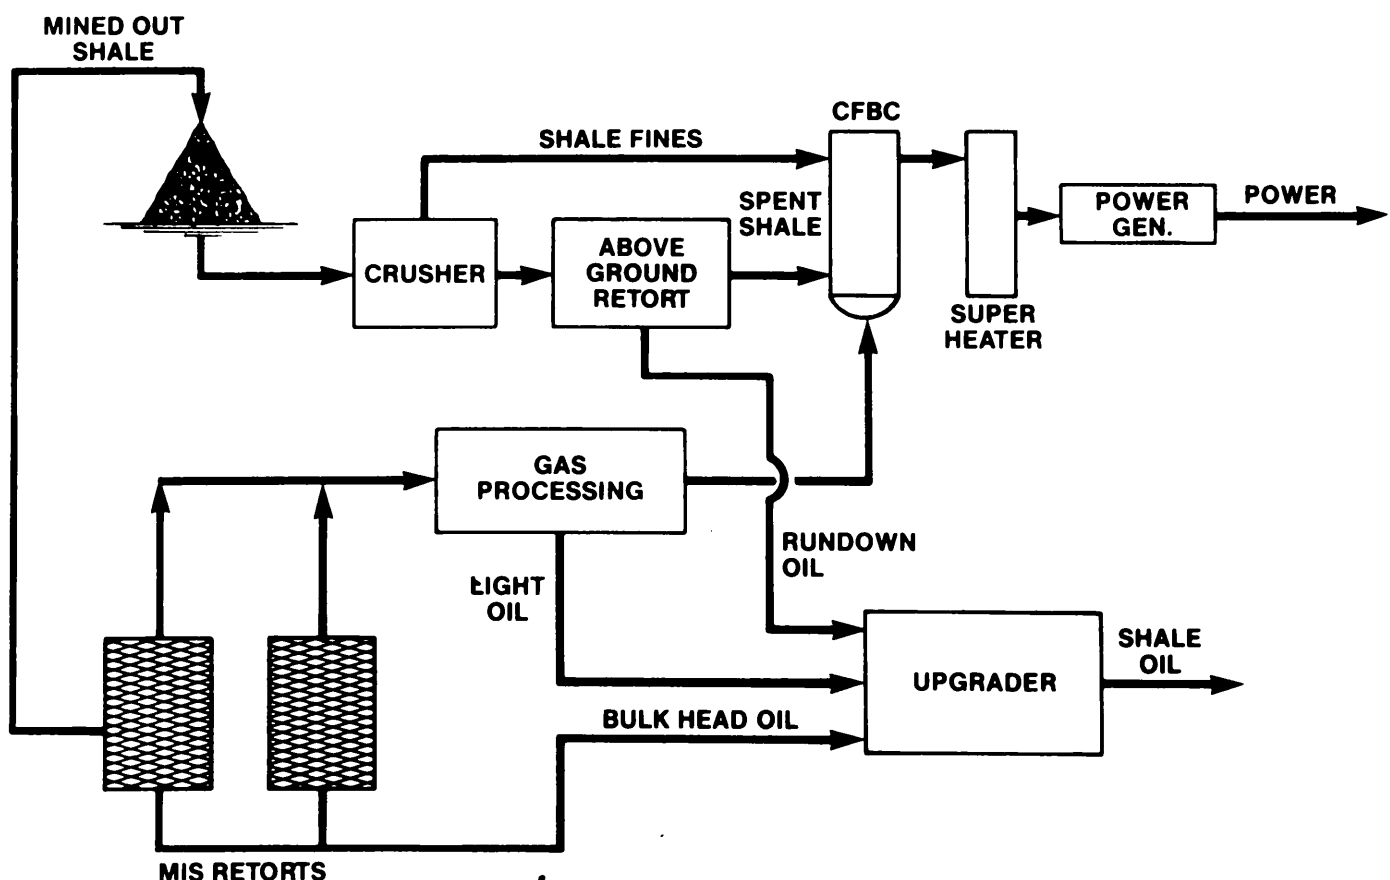 MINED OUT
SHALE
CFBC
SHALE FINES
SPENT
SHALE
POWER
GEN.
POWER
CRUSHER
ABOVE
GROUND
RETORT
SUPER
HEATER
GAS
PROCESSING
RUNDOWN
OIL
LIGHT
OIL
SHALE
OIL
UPGRADER
BULK HEAD OIL
MIS RETORTS